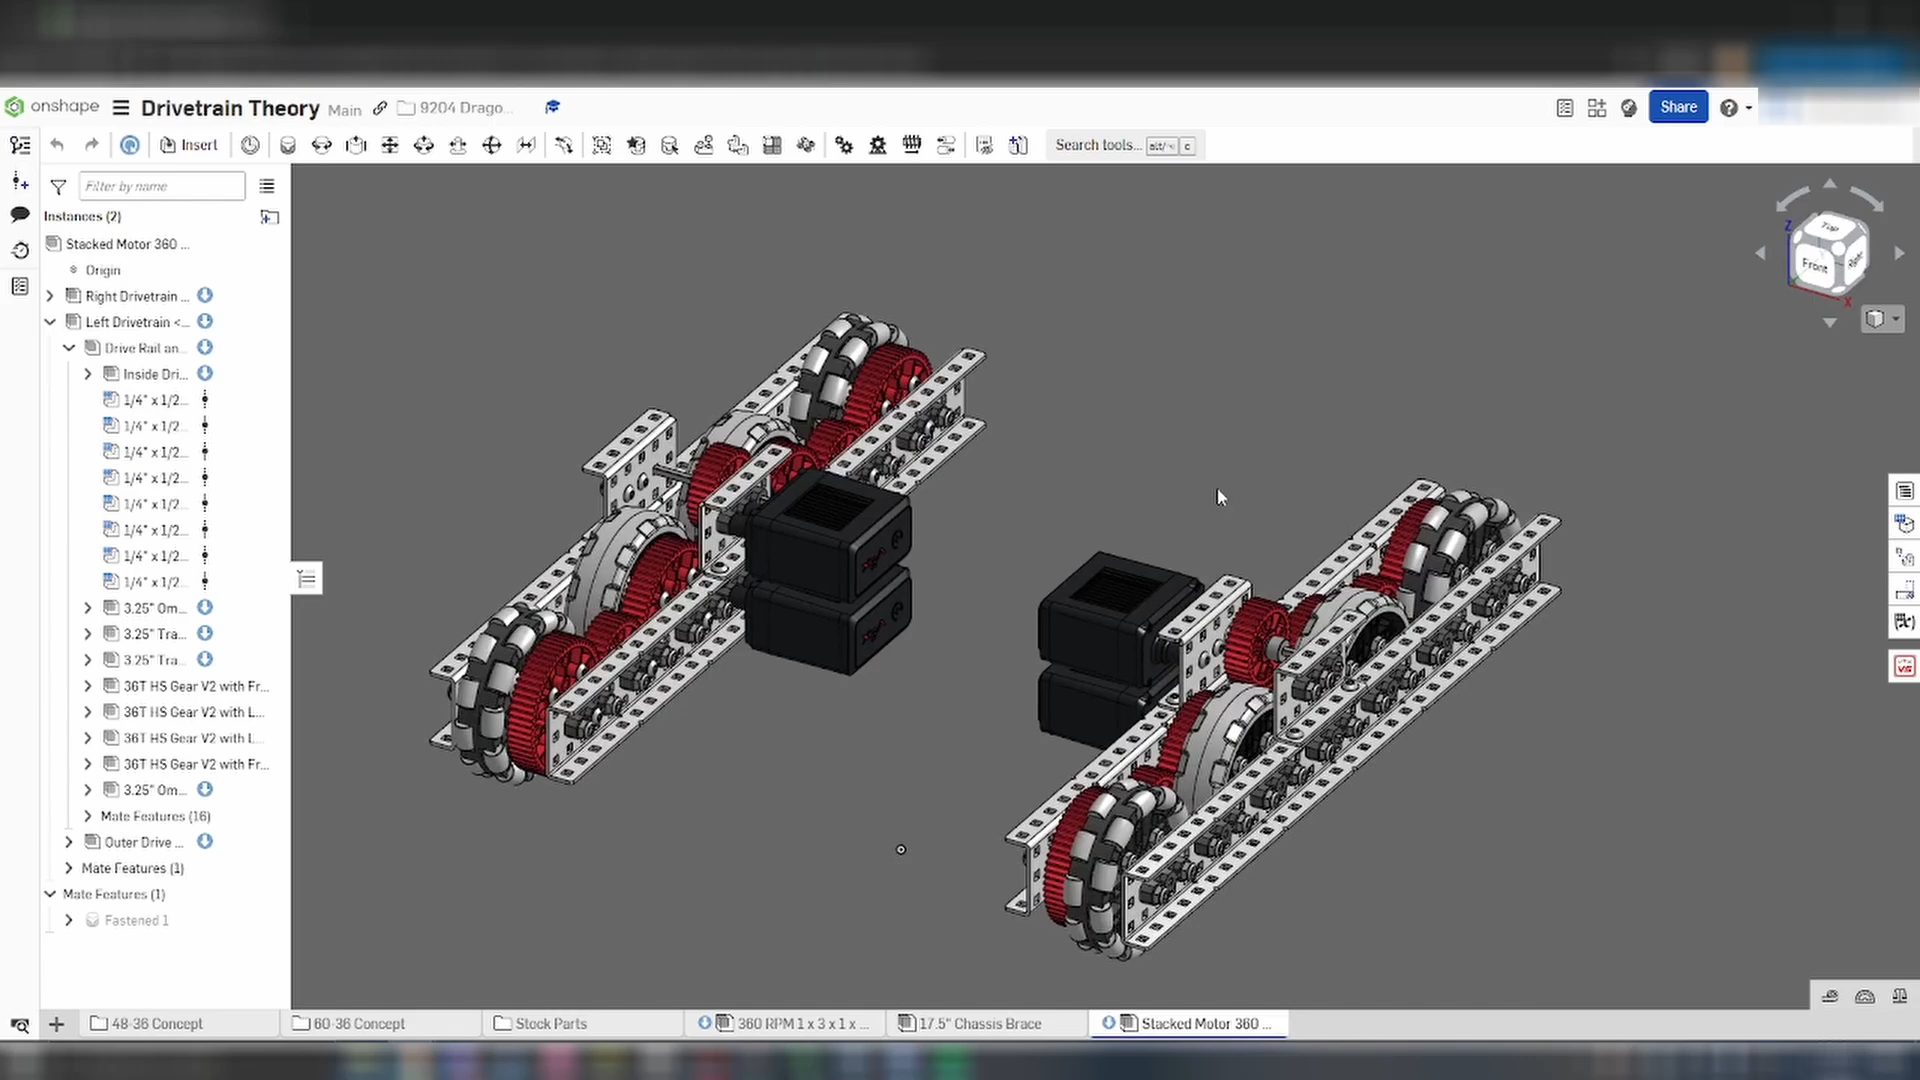 onshape Drivetrain Theory Main 9204 Drago... Share
Insert Search tools... alt/⌥ c
Filter by name
Instances (2)
Stacked Motor 360 ...
Origin
Right Drivetrain ...
Left Drivetrain <...
Drive Rail an...
Inside Dri...
1/4" x 1/2...
1/4" x 1/2...
1/4" x 1/2...
1/4" x 1/2...
1/4" x 1/2...
1/4" x 1/2...
1/4" x 1/2...
1/4" x 1/2...
3.25" Om...
3.25" Tra...
3.25" Tra...
36T HS Gear V2 with Fr...
36T HS Gear V2 with L...
36T HS Gear V2 with L...
36T HS Gear V2 with Fr...
3.25" Om...
Mate Features (16)
Outer Drive ...
Mate Features (1)
Mate Features (1)
Fastened 1
Top
Front
Right
Z
X
48-36 Concept
60-36 Concept
Stock Parts
360 RPM 1 x 3 x 1 x ...
17.5" Chassis Brace
Stacked Motor 360 ...